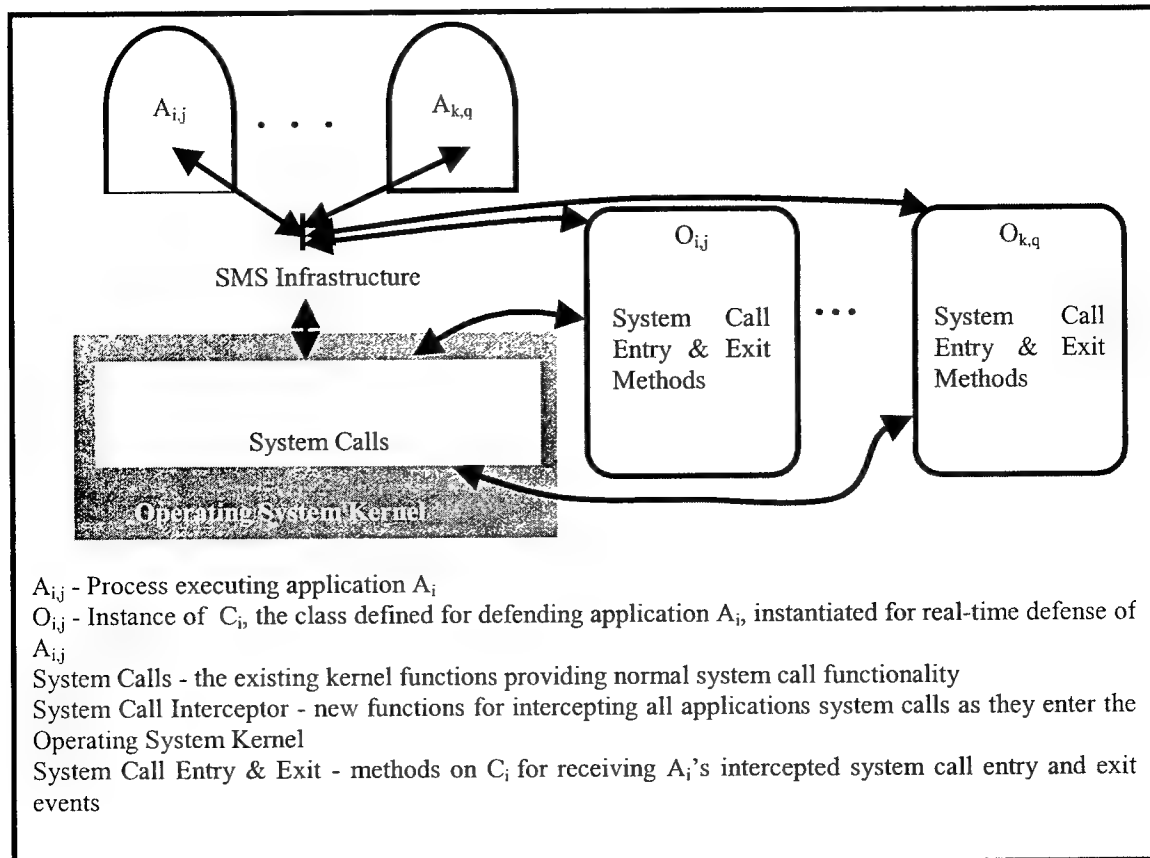 A_{i,j}
. . .
A_{k,q}
O_{i,j}
O_{k,q}
SMS Infrastructure
System Call
Entry & Exit
Methods
...
System Call
Entry & Exit
Methods
System Calls
Operating System Kernel
A_{i,j} - Process executing application A_i
O_{i,j} - Instance of C_i, the class defined for defending application A_i, instantiated for real-time defense of
A_{i,j}
System Calls - the existing kernel functions providing normal system call functionality
System Call Interceptor - new functions for intercepting all applications system calls as they enter the
Operating System Kernel
System Call Entry & Exit - methods on C_i for receiving A_i's intercepted system call entry and exit
events